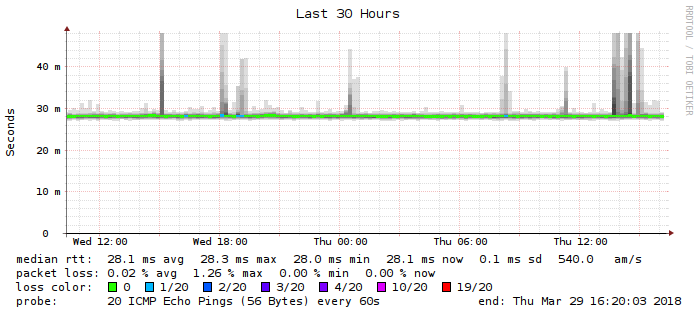 Last 30 Hours
RRDTOOL / TOBI OETIKER
Seconds
40 m
30 m
20 m
10 m
0
Wed 12:00 Wed 18:00 Thu 00:00 Thu 06:00 Thu 12:00
median rtt: 28.1 ms avg 28.3 ms max 28.0 ms min 28.1 ms now 0.1 ms sd 540.0 am/s
packet loss: 0.02 % avg 1.26 % max 0.00 % min 0.00 % now
loss color: 0 1/20 2/20 3/20 4/20 10/20 19/20
probe: 20 ICMP Echo Pings (56 Bytes) every 60s end: Thu Mar 29 16:20:03 2018